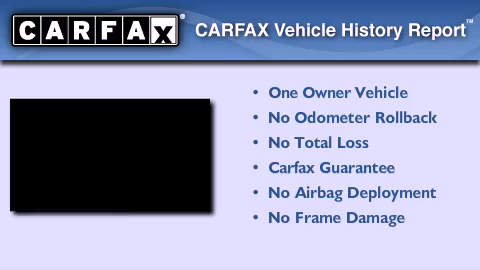 CARFAX® CARFAX Vehicle History Report™
• One Owner Vehicle
• No Odometer Rollback
• No Total Loss
• Carfax Guarantee
• No Airbag Deployment
• No Frame Damage